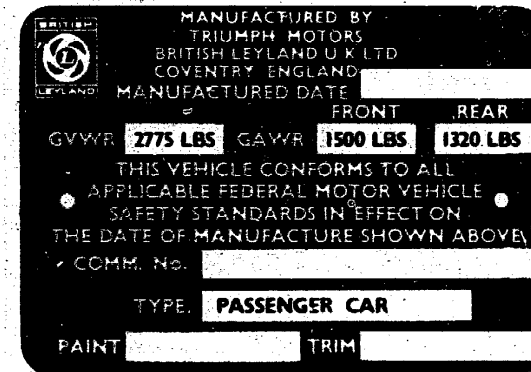 BRITISH
LEYLAND
MANUFACTURED BY
TRIUMPH MOTORS
BRITISH LEYLAND U K LTD
COVENTRY ENGLAND
MANUFACTURED DATE
FRONT REAR
GVWR 2775 LBS GAWR 1500 LBS 1320 LBS
THIS VEHICLE CONFORMS TO ALL
APPLICABLE FEDERAL MOTOR VEHICLE
SAFETY STANDARDS IN EFFECT ON
THE DATE OF MANUFACTURE SHOWN ABOVE
COMM. No.
TYPE. PASSENGER CAR
PAINT TRIM